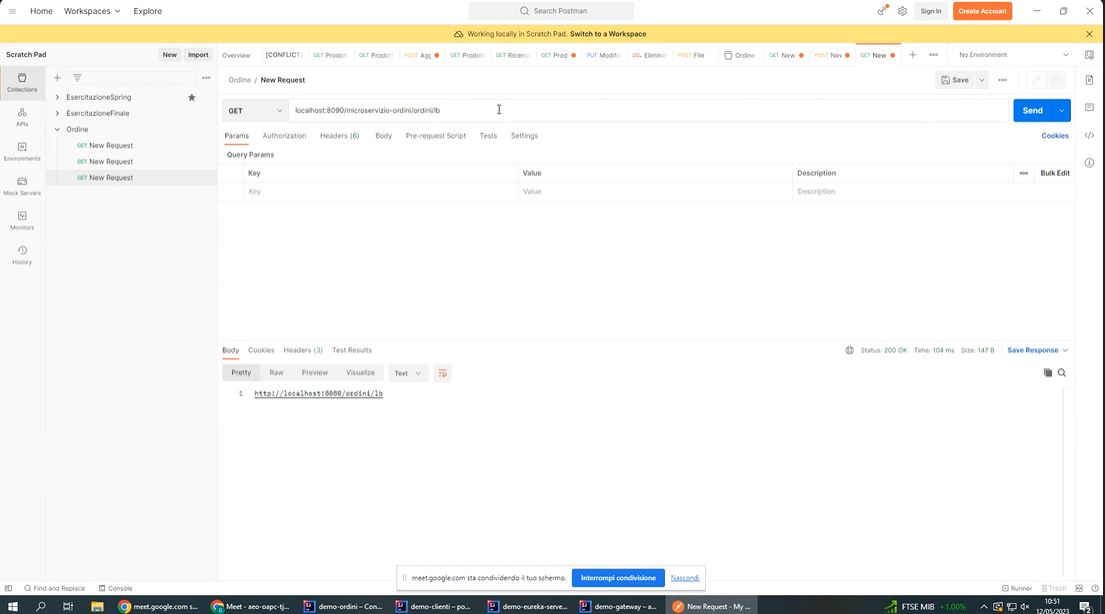 Home Workspaces Explore Search Postman Sign In Create Account
Working locally in Scratch Pad. Switch to a Workspace
Scratch Pad New Import Overview [CONFLICT] GET Prodott GET Prodott POST Agg GET Prodott GET Ricerca GET Prod PUT Modific DEL Elimina POST File Ordine GET New POST Nev GET New No Environment
Ordine / New Request Save
Collections
EsercitazioneSpring
EsercitazioneFinale
Ordine
GET New Request
GET New Request
GET New Request
APIs
Environments
Mock Servers
Monitors
History
GET localhost:8090/microservizio-ordini/ordini/lb Send
Params Authorization Headers (6) Body Pre-request Script Tests Settings Cookies
Query Params
Key Value Description Bulk Edit
Key Value Description
Body Cookies Headers (3) Test Results Status: 200 OK Time: 104 ms Size: 147 B Save Response
Pretty Raw Preview Visualize Text
1 http://localhost:8080/ordini/lb
meet.google.com sta condividendo il tuo schermo. Interrompi condivisione Nascondi
Find and Replace Console Runner Trash
meet.google.com s... Meet - aeo-oapc-tj... demo-ordini – Con... demo-clienti – po... demo-eureka-serve... demo-gateway – a... New Request - My ... FTSE MIB +1.00% 10:51
12/05/2023 2